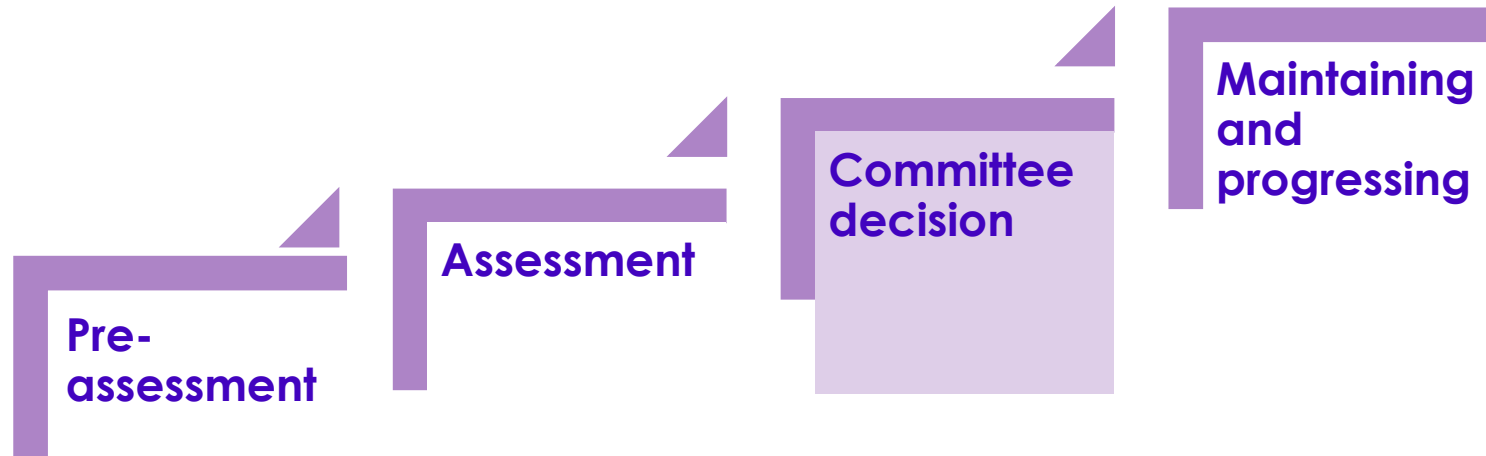 Pre-
assessment
Assessment
Committee
decision
Maintaining
and
progressing